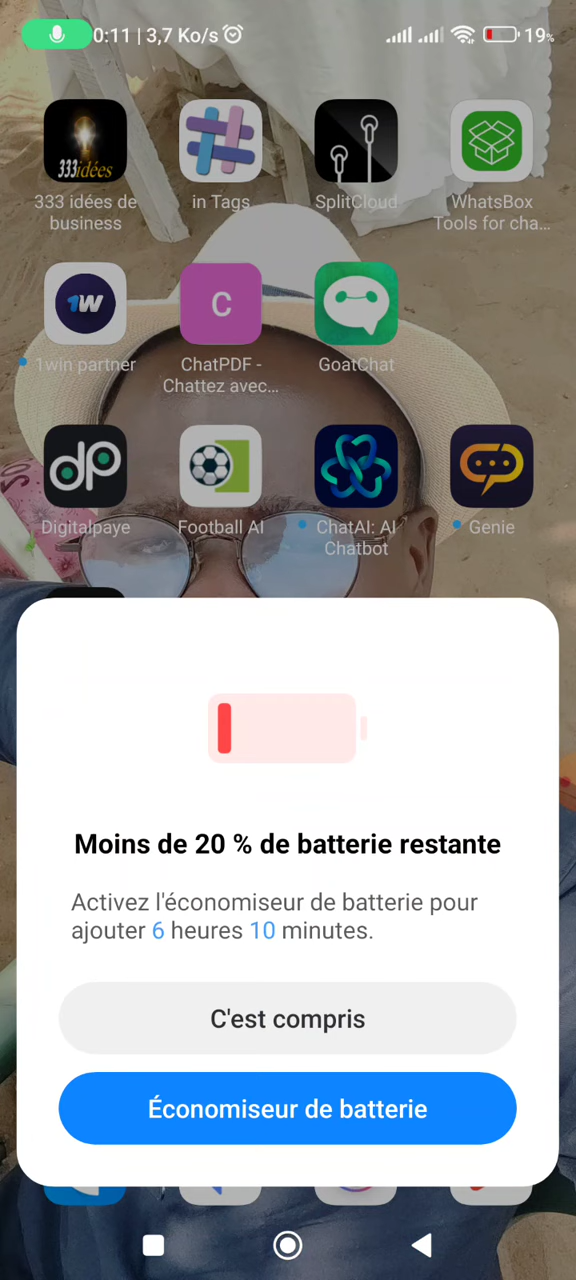 0:11 | 3,7 Ko/s
19%
333idées
333 idées de
business
in Tags
SplitCloud
WhatsBox
Tools for cha...
1W
1win partner
C
ChatPDF -
Chattez avec...
GoatChat
dp
Digitalpaye
Football AI
ChatAI: AI
Chatbot
Genie
Moins de 20 % de batterie restante
Activez l'économiseur de batterie pour
ajouter 6 heures 10 minutes.
C'est compris
Économiseur de batterie